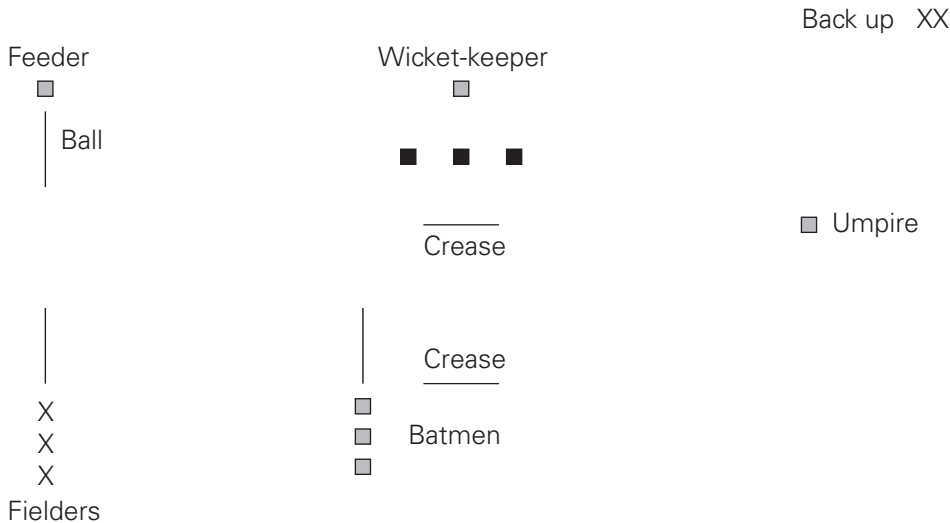 Back up XX
Feeder
Wicket-keeper
Ball
Umpire
Crease
Crease
X
X
X
Batmen
Fielders